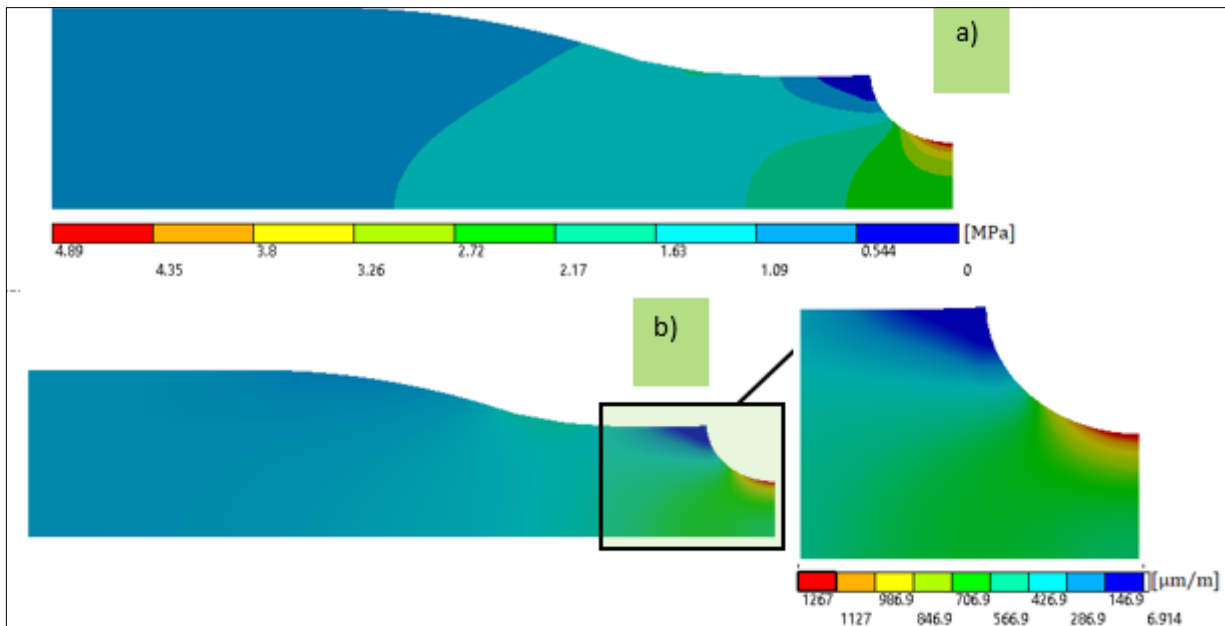 a)
[MPa]
4.89 3.8 2.72 1.63 0.544
4.35 3.26 2.17 1.09 0
b)
[μm/m]
1267 986.9 706.9 426.9 146.9
1127 846.9 566.9 286.9 6.914